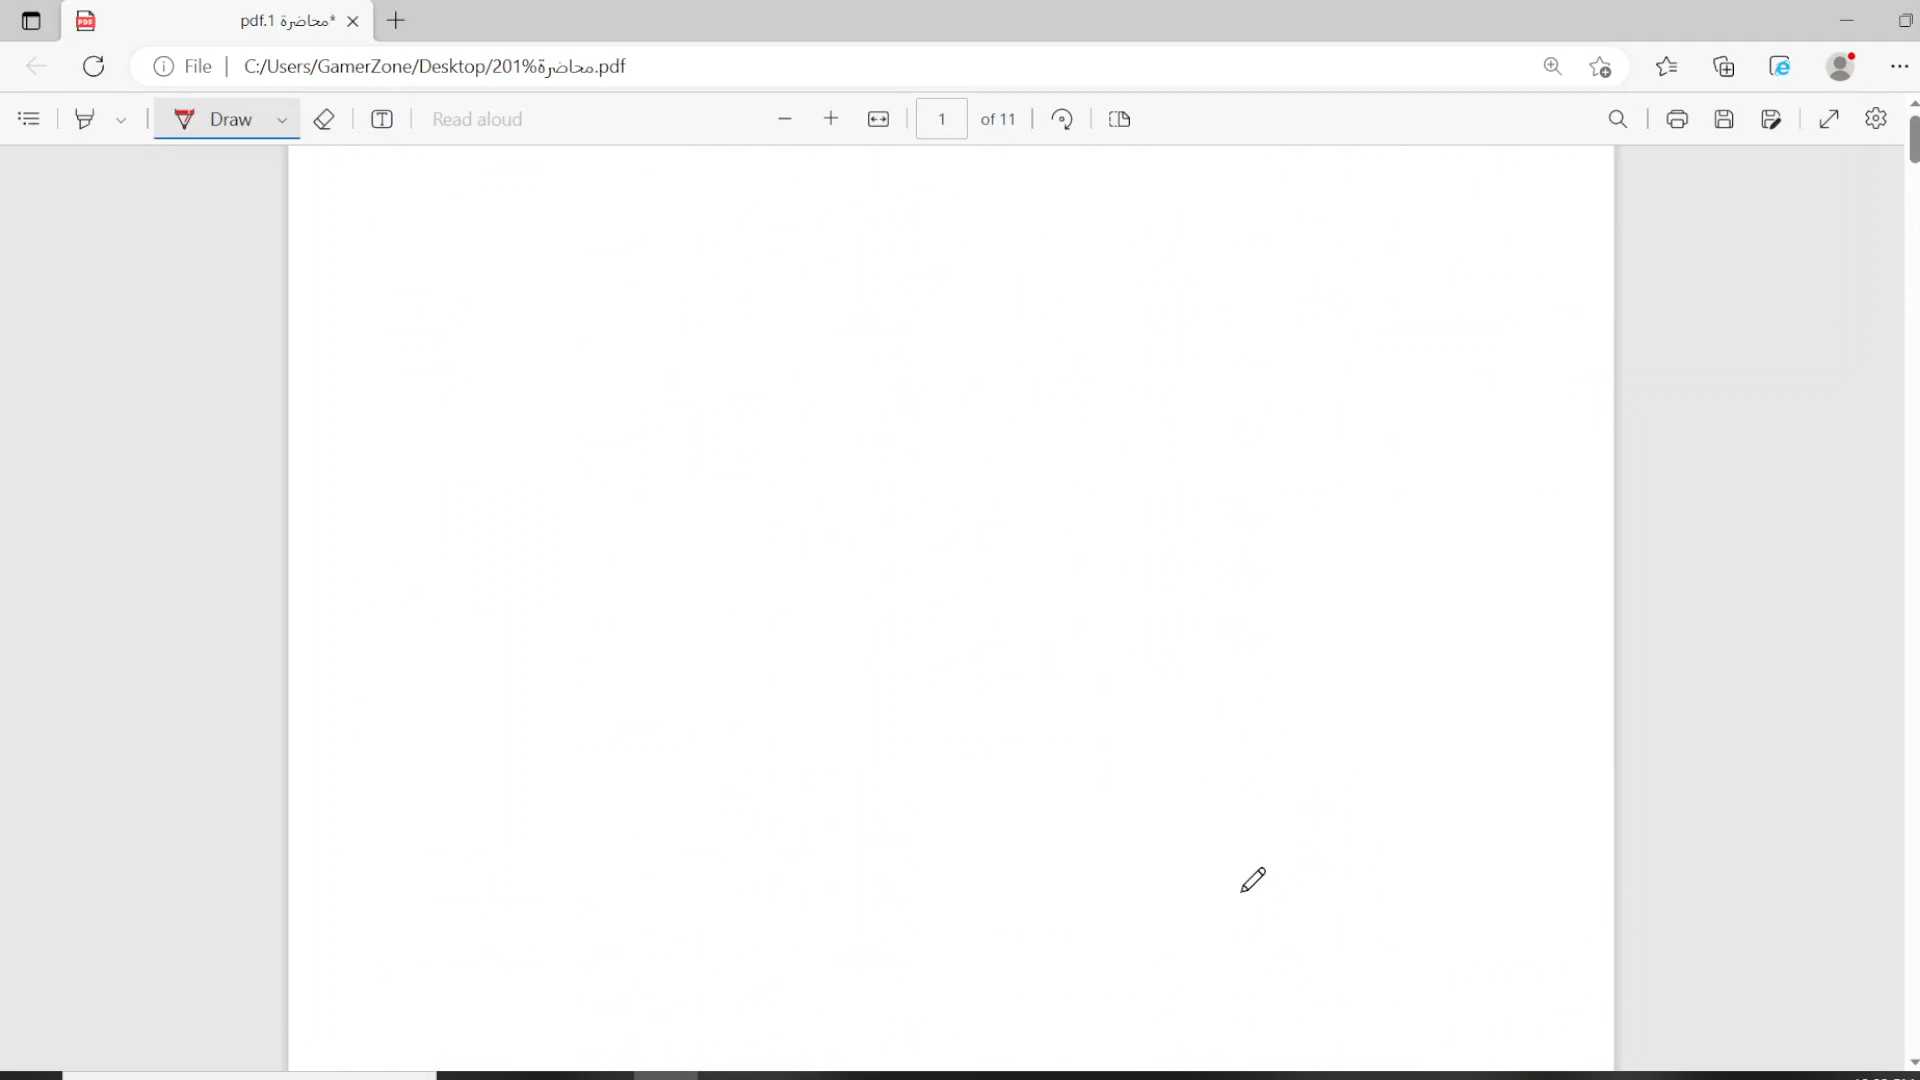 محاضرة 1.pdf*
File | C:/Users/GamerZone/Desktop/محاضرة%201.pdf
Draw
Read aloud
1 of 11